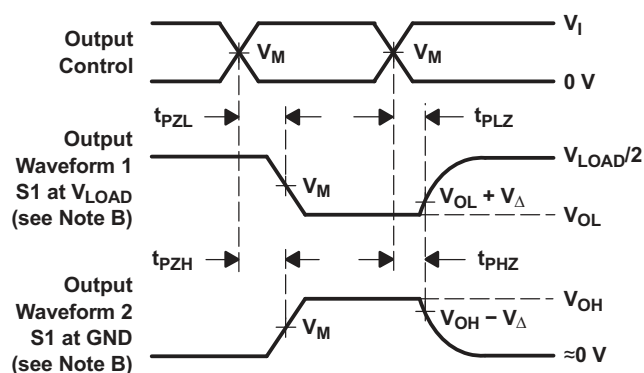 Output
Control
V_M
V_M
V_I
0 V
t_PZL
t_PLZ
Output
Waveform 1
S1 at V_LOAD
(see Note B)
V_M
V_LOAD/2
V_OL + V_Δ
V_OL
t_PZH
t_PHZ
Output
Waveform 2
S1 at GND
(see Note B)
V_M
V_OH
V_OH − V_Δ
≈0 V